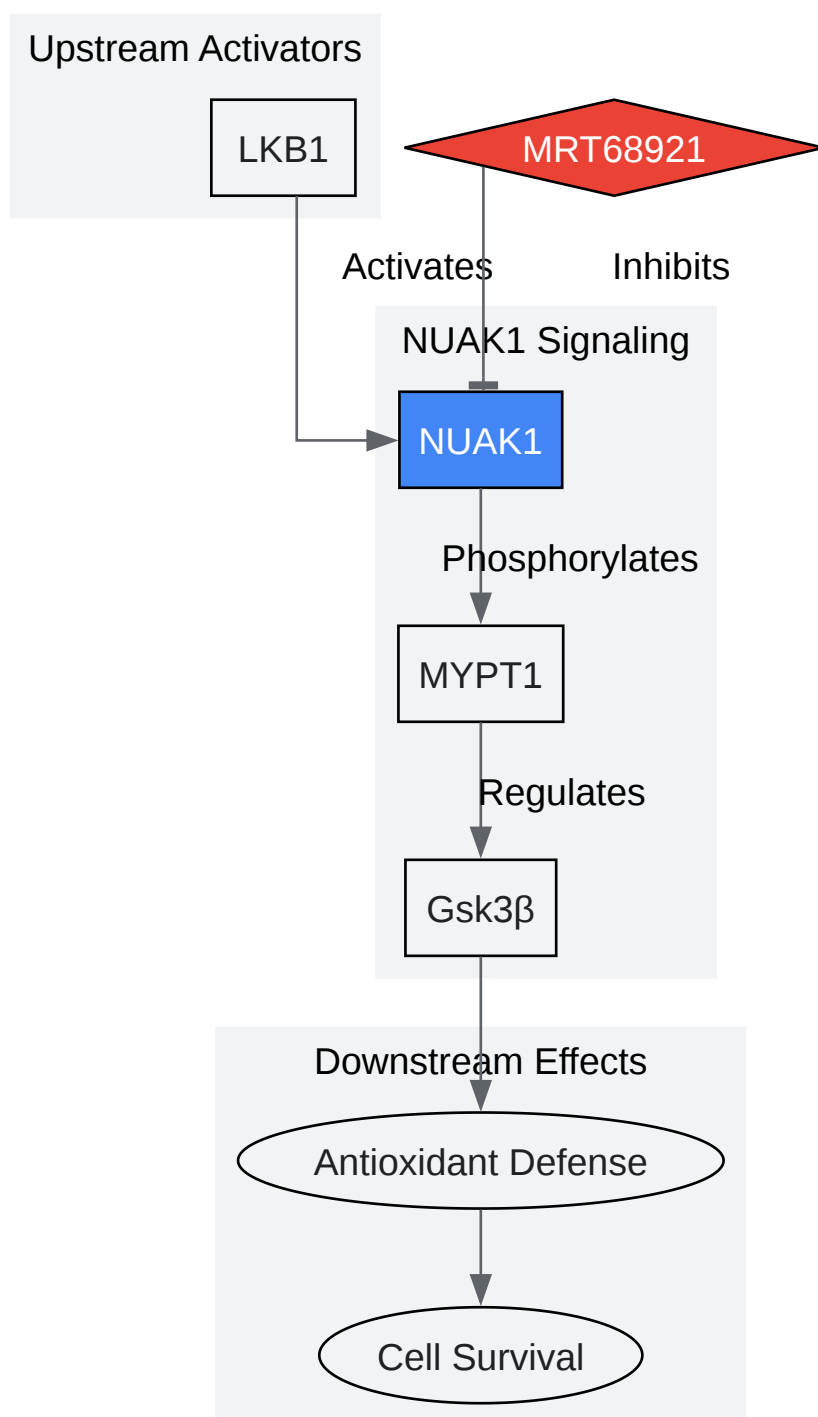 Upstream Activators
LKB1
MRT68921
Activates
Inhibits
NUAK1 Signaling
NUAK1
Phosphorylates
MYPT1
Regulates
Gsk3β
Downstream Effects
Antioxidant Defense
Cell Survival